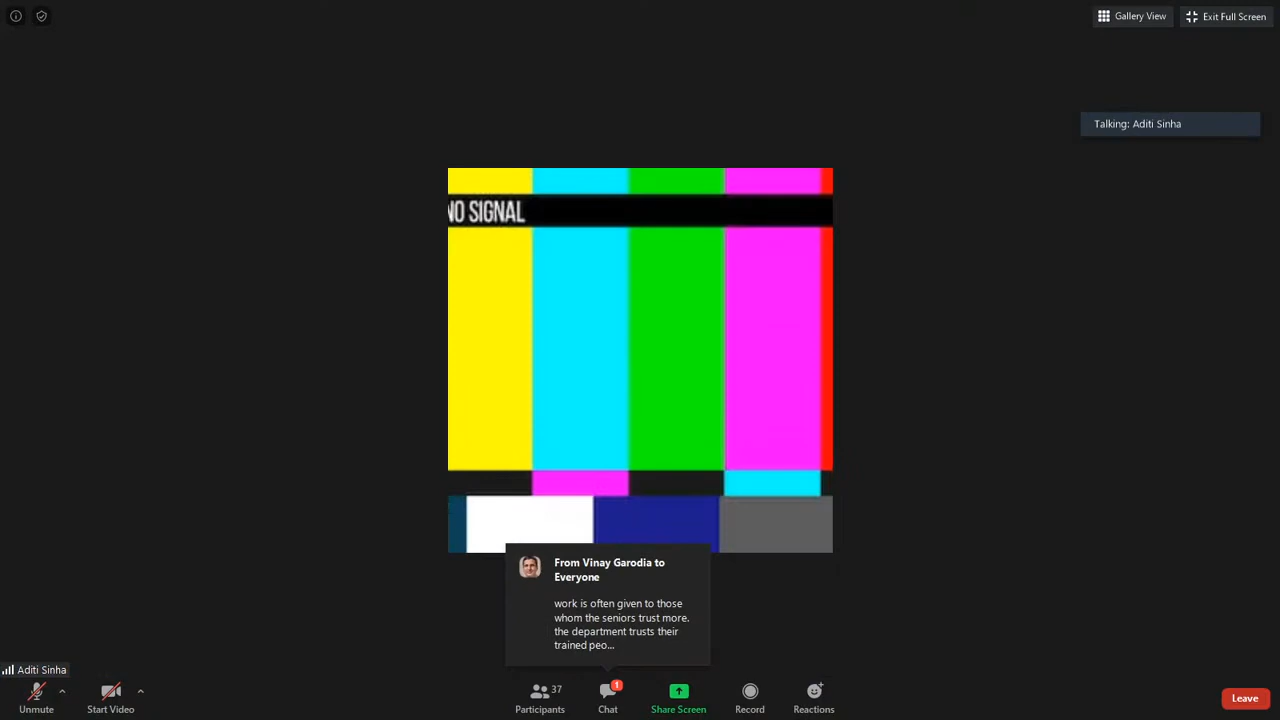 Gallery View
Exit Full Screen
Talking: Aditi Sinha
NO SIGNAL
From Vinay Garodia to
Everyone
work is often given to those
whom the seniors trust more.
the department trusts their
trained peo...
Aditi Sinha
Unmute
Start Video
37
Participants
1
Chat
Share Screen
Record
Reactions
Leave